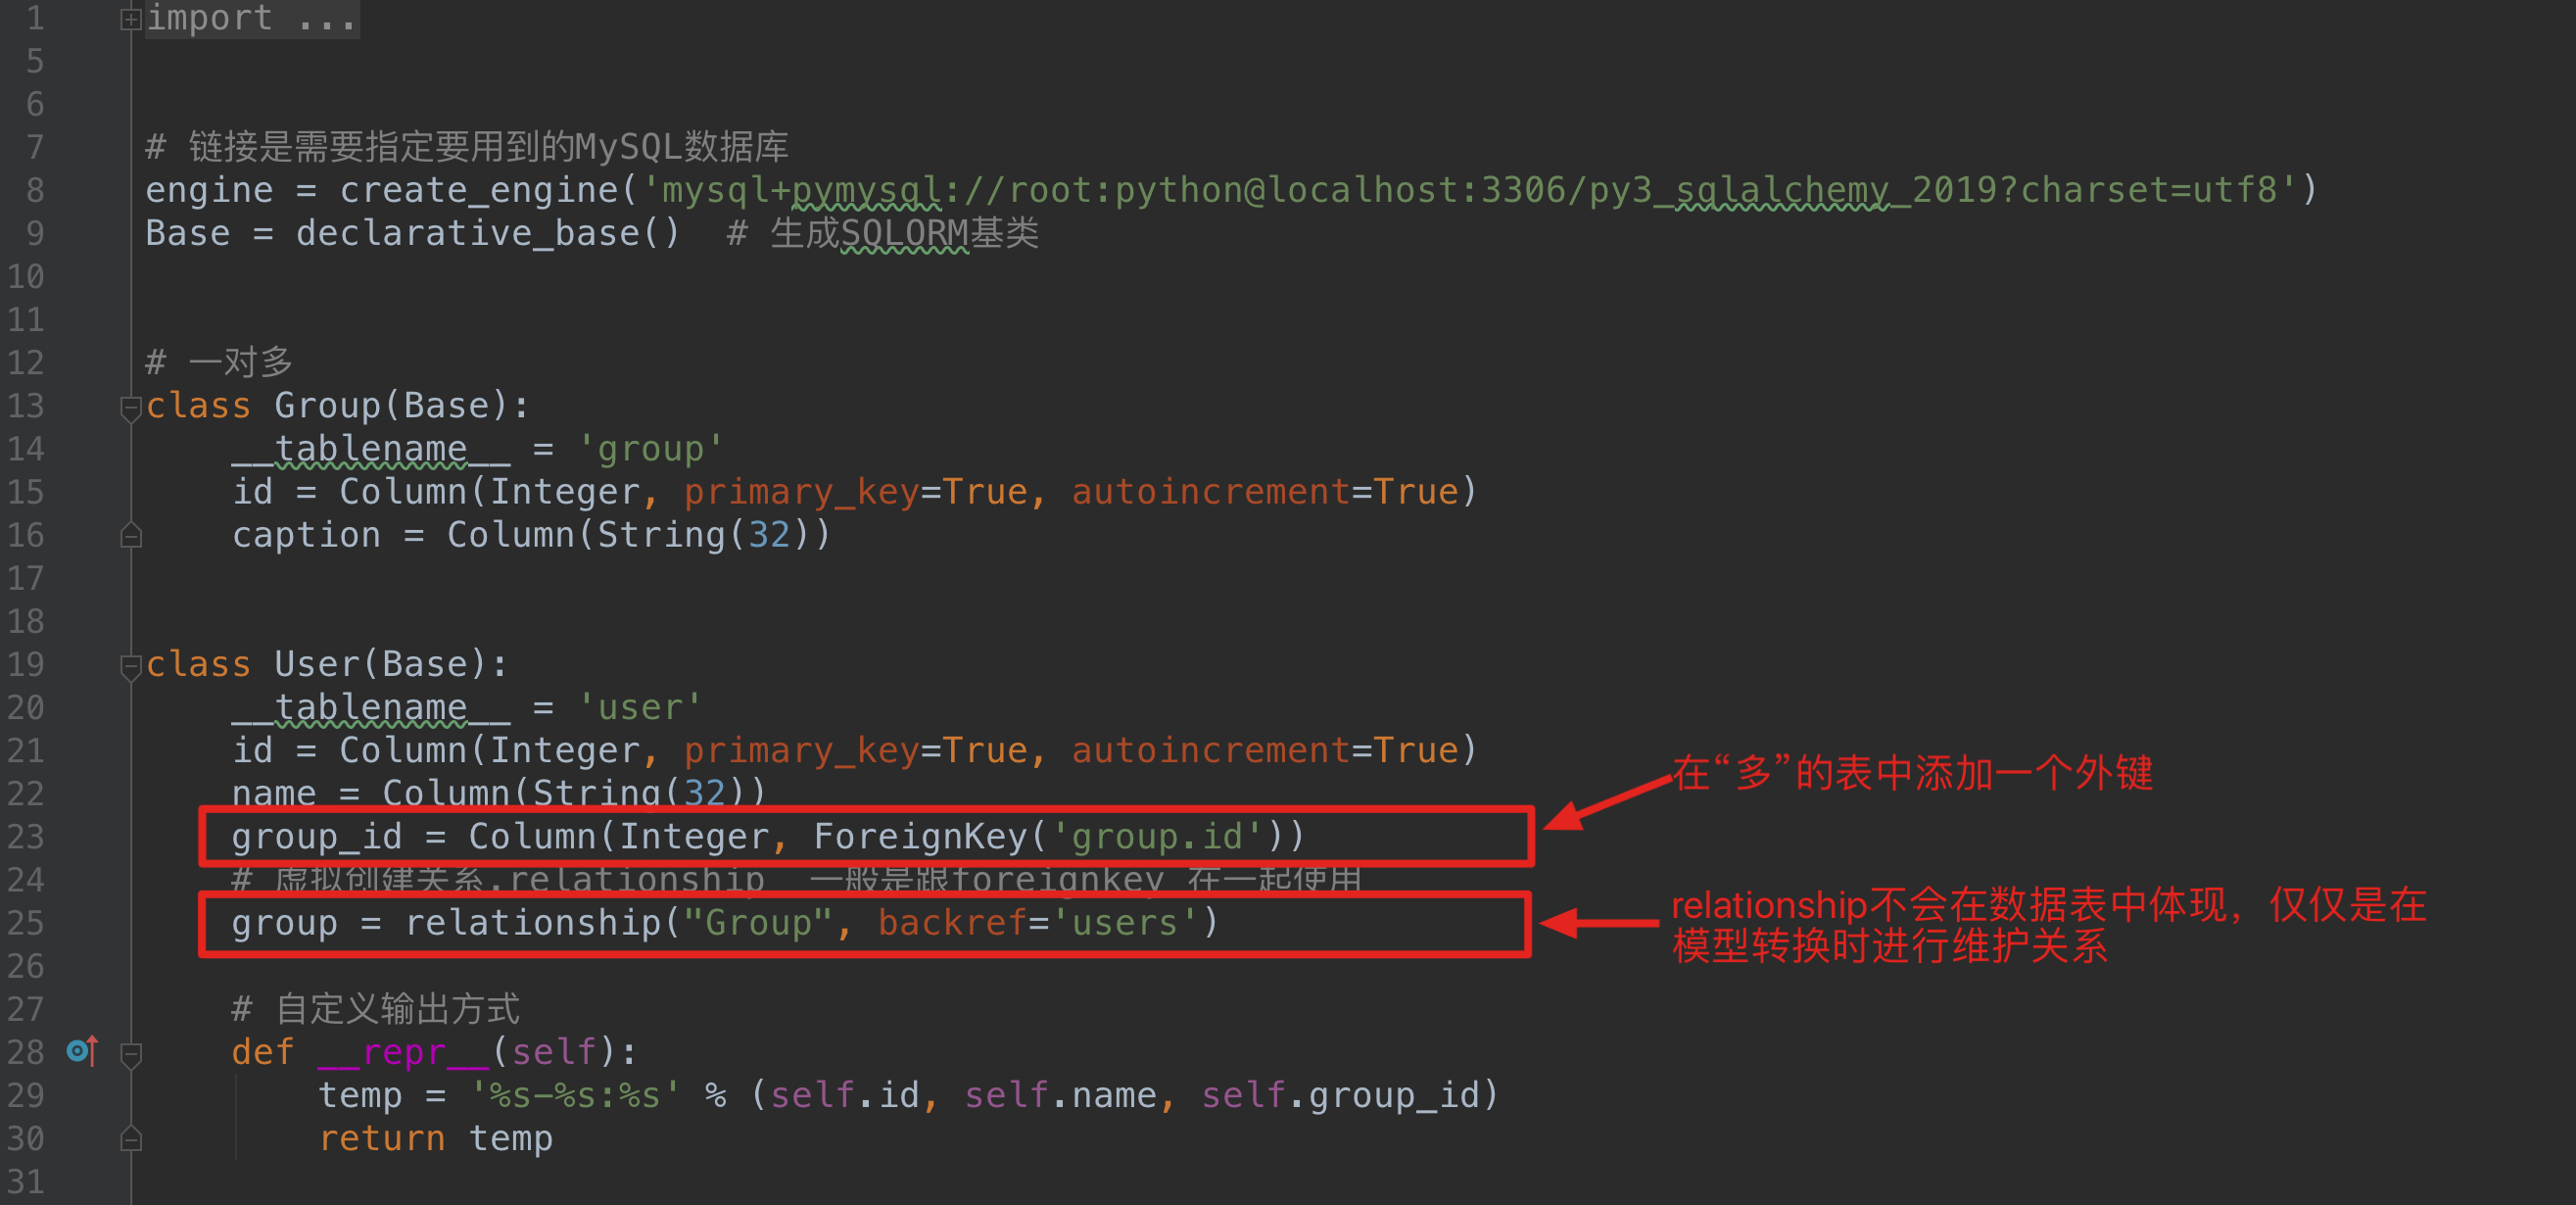 1 import ...
5
6
7 # 链接是需要指定要用到的MySQL数据库
8 engine = create_engine('mysql+pymysql://root:python@localhost:3306/py3_sqlalchemy_2019?charset=utf8')
9 Base = declarative_base()  # 生成SQLORM基类
10
11
12 # 一对多
13 class Group(Base):
14     __tablename__ = 'group'
15     id = Column(Integer, primary_key=True, autoincrement=True)
16     caption = Column(String(32))
17
18
19 class User(Base):
20     __tablename__ = 'user'
21     id = Column(Integer, primary_key=True, autoincrement=True)
在“多”的表中添加一个外键
22     name = Column(String(32))
23     group_id = Column(Integer, ForeignKey('group.id'))
24     # 虚拟创建关系,relationship  一般是跟foreignkey 在一起使用
25     group = relationship("Group", backref='users')
relationship不会在数据表中体现，仅仅是在
模型转换时进行维护关系
26
27     # 自定义输出方式
28     def __repr__(self):
29         temp = '%s-%s:%s' % (self.id, self.name, self.group_id)
30         return temp
31